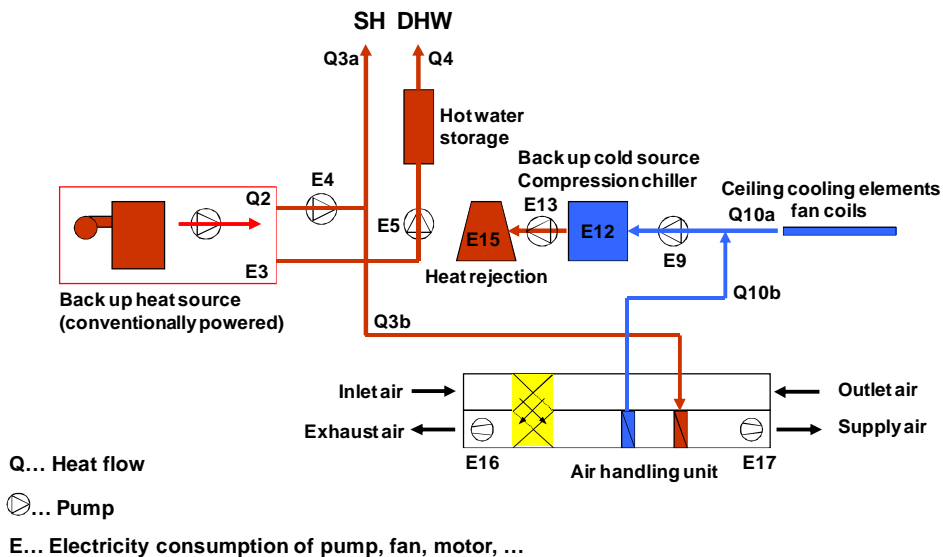 SH DHW
Q3a
Q4
Hot water
storage
Back up cold source
Compression chiller
Ceiling cooling elements
fan coils
E4
Q2
E5
E13
Q10a
E15
E12
E9
E3
Heat rejection
Back up heat source
(conventionally powered)
Q10b
Q3b
Inlet air
Outlet air
Exhaust air
Supply air
E16
E17
Air handling unit
Q... Heat flow
... Pump
E... Electricity consumption of pump, fan, motor, ...